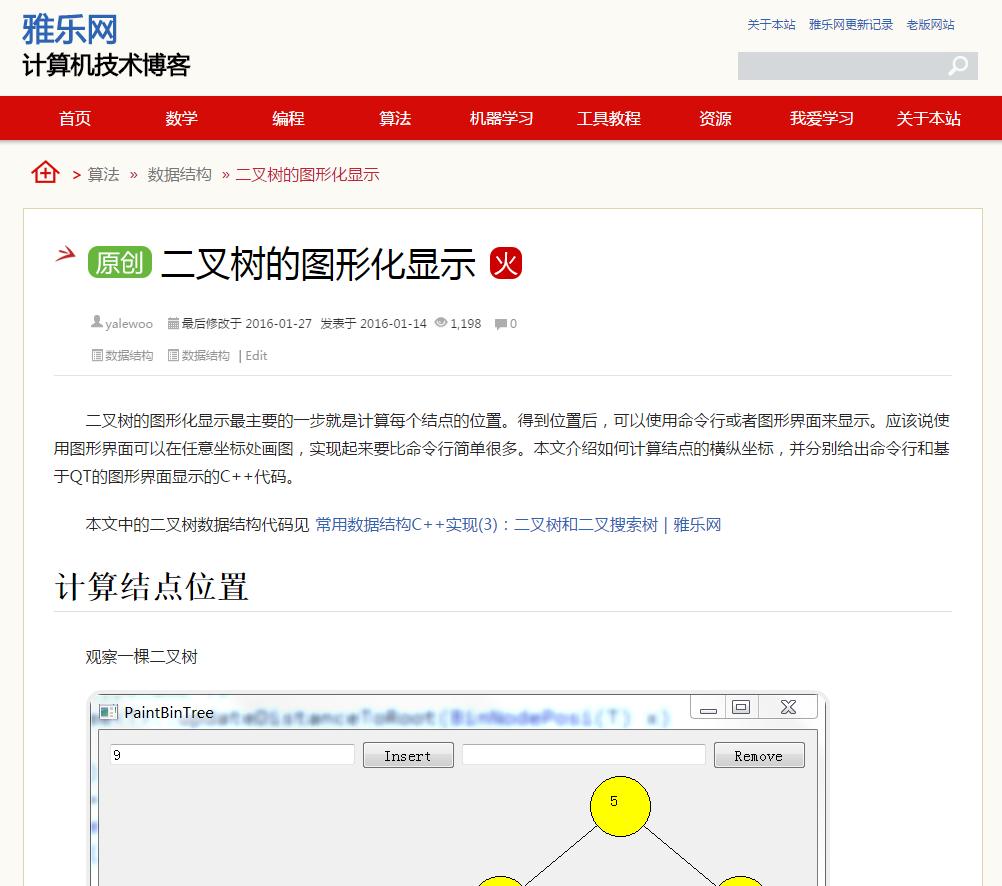 雅乐网
计算机技术博客
关于本站 雅乐网更新记录 老版网站
首页 数学 编程 算法 机器学习 工具教程 资源 我爱学习 关于本站
> 算法 » 数据结构 » 二叉树的图形化显示
原创 二叉树的图形化显示 火
yalewoo 最后修改于 2016-01-27 发表于 2016-01-14 1,198 0
数据结构 数据结构 | Edit
二叉树的图形化显示最主要的一步就是计算每个结点的位置。得到位置后，可以使用命令行或者图形界面来显示。应该说使
用图形界面可以在任意坐标处画图，实现起来要比命令行简单很多。本文介绍如何计算结点的横纵坐标，并分别给出命令行和基
于QT的图形界面显示的C++代码。
本文中的二叉树数据结构代码见 常用数据结构C++实现(3)：二叉树和二叉搜索树 | 雅乐网
计算结点位置
观察一棵二叉树
PaintBinTree updateDistanceToRoot(BinNodePosi(T) x)
9 Insert Remove
5